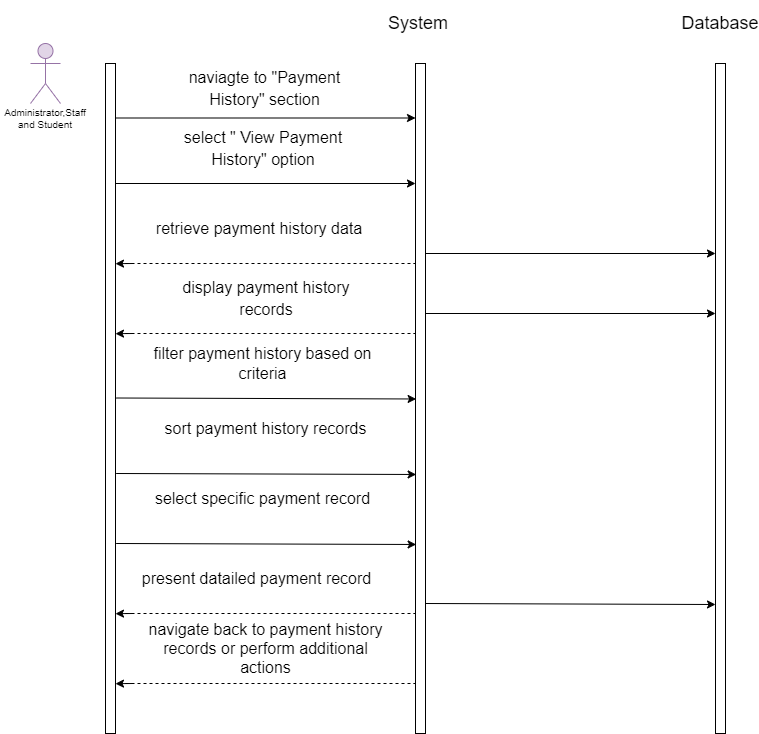 System
Database
Administrator,Staff
and Student
naviagte to "Payment
History" section
select " View Payment
History" option
retrieve payment history data
display payment history
records
filter payment history based on
criteria
sort payment history records
select specific payment record
present datailed payment record
navigate back to payment history
records or perform additional
actions